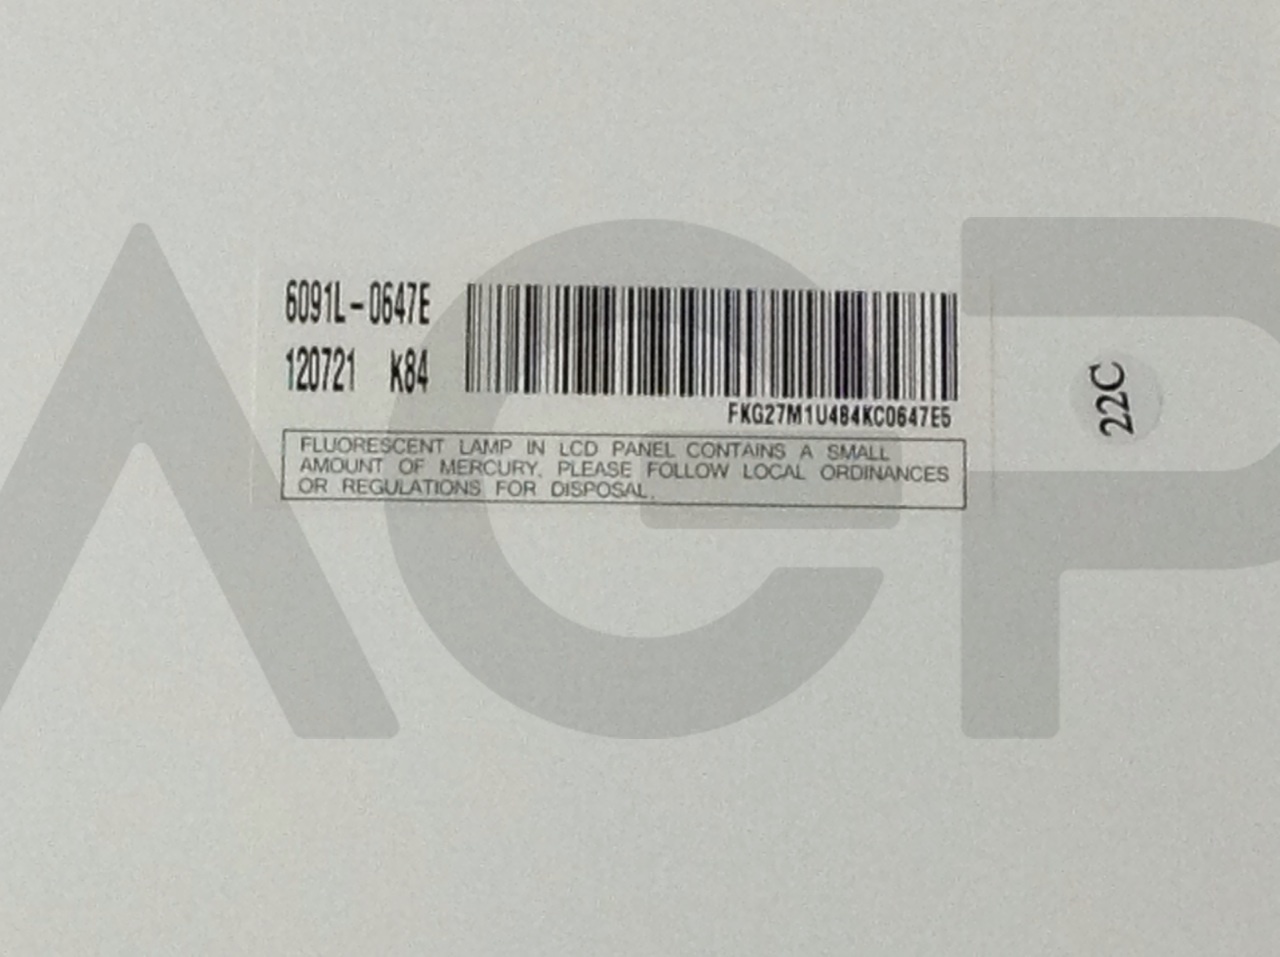 6091L-0647E
120721 K84
FKG27M1U484KC0647E5
FLUORESCENT LAMP IN LCD PANEL CONTAINS A SMALL
AMOUNT OF MERCURY. PLEASE FOLLOW LOCAL ORDINANCES
OR REGULATIONS FOR DISPOSAL.
22C
AGP